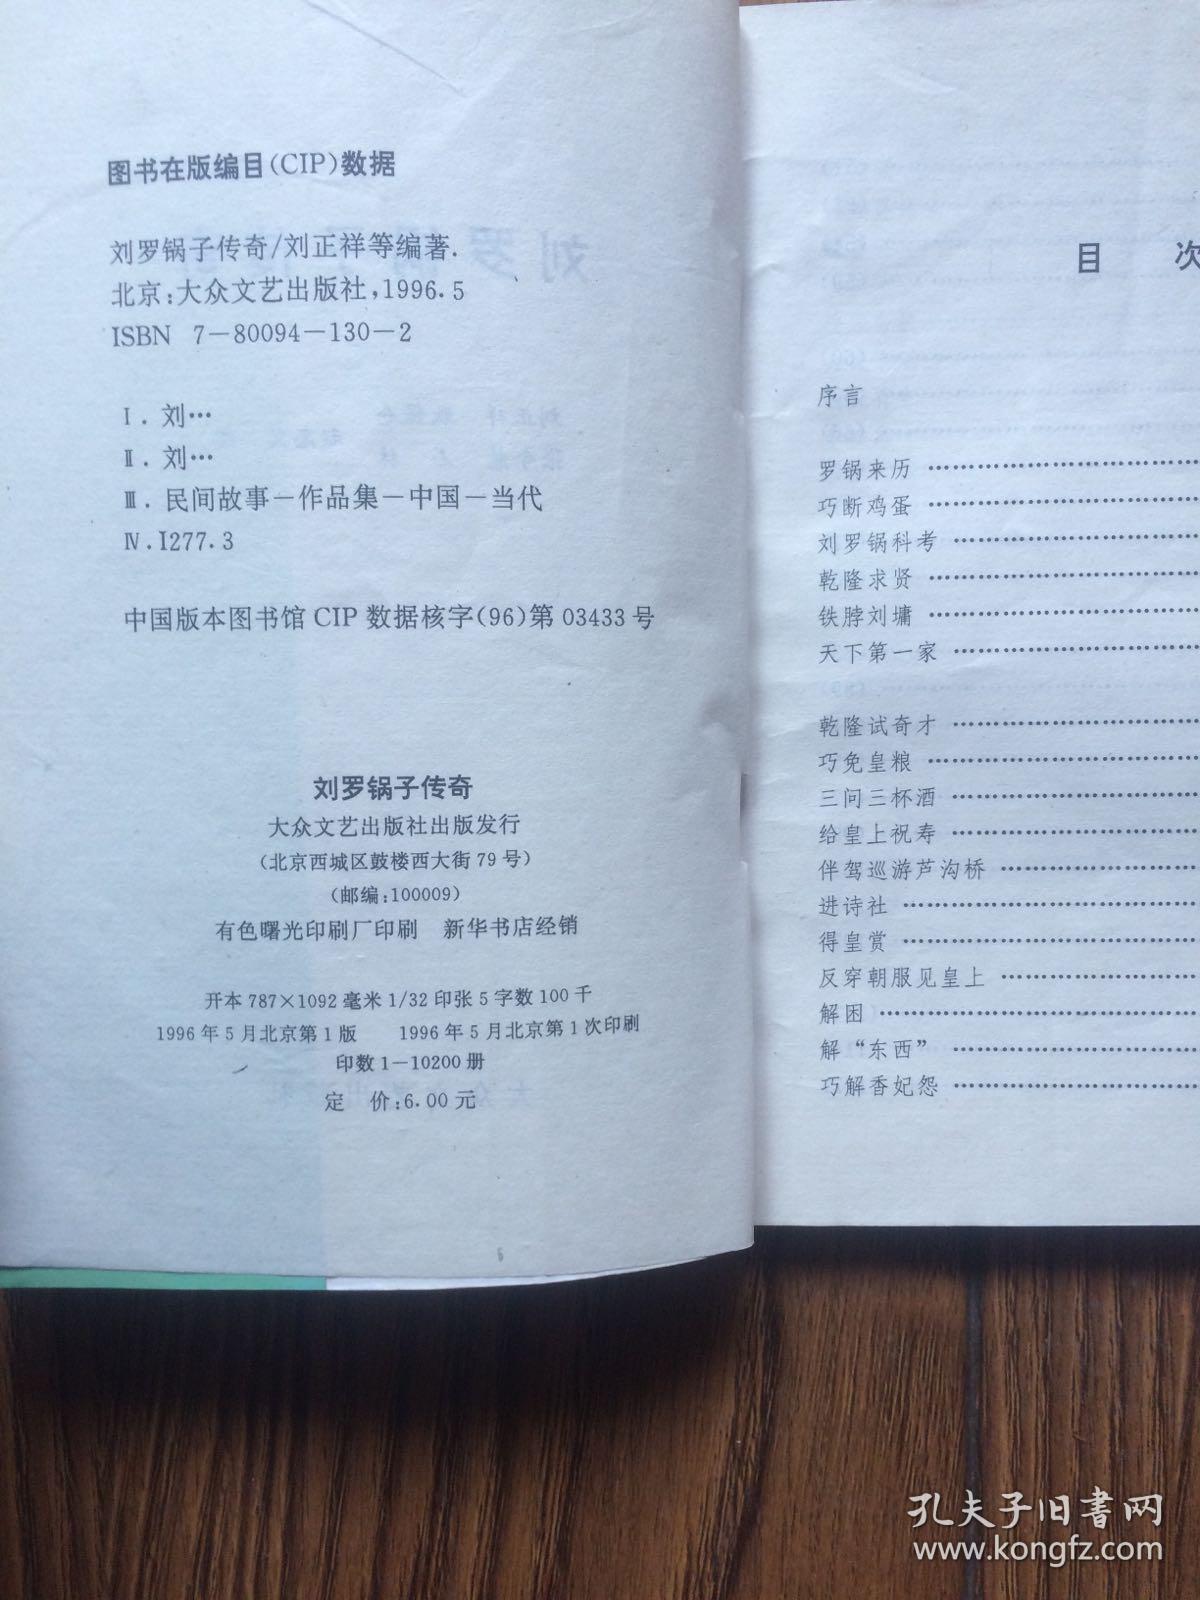 图书在版编目(CIP)数据
刘罗锅子传奇/刘正祥等编著.
北京:大众文艺出版社,1996.5
ISBN 7-80094-130-2
Ⅰ.刘…
Ⅱ.刘…
Ⅲ.民间故事-作品集-中国-当代
Ⅳ.I277.3
中国版本图书馆CIP数据核字(96)第03433号
刘罗锅子传奇
大众文艺出版社出版发行
(北京西城区鼓楼西大街79号)
(邮编:100009)
有色曙光印刷厂印刷 新华书店经销
开本787×1092毫米1/32印张5字数100千
1996年5月北京第1版 1996年5月北京第1次印刷
印数1-10200册
定 价:6.00元
目 次
序言
罗锅来历 ……………………
巧断鸡蛋 ……………………
刘罗锅科考 ……………………
乾隆求贤 ……………………
铁脖刘墉 ……………………
天下第一家 ……………………
乾隆试奇才 ……………………
巧免皇粮 ……………………
三问三杯酒 ……………………
给皇上祝寿 ……………………
伴驾巡游芦沟桥 ……………………
进诗社 ……………………
得皇赏 ……………………
反穿朝服见皇上 ……………………
解困 ……………………
解“东西” ……………………
巧解香妃怨 ……………………
孔夫子旧书网
www.kongfz.com